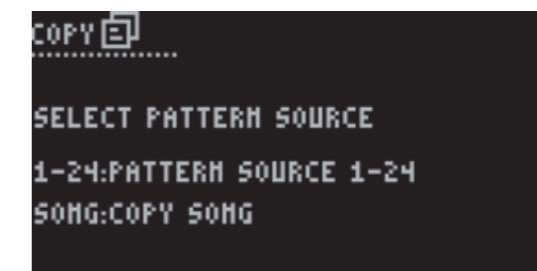 COPY
SELECT PATTERN SOURCE
1-24:PATTERN SOURCE 1-24
SONG:COPY SONG